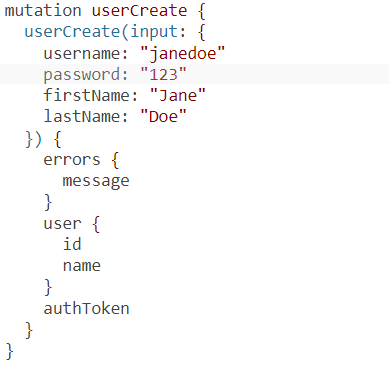 mutation userCreate {
  userCreate(input: {
    username: "janedoe"
    password: "123"
    firstName: "Jane"
    lastName: "Doe"
  }) {
    errors {
      message
    }
    user {
      id
      name
    }
    authToken
  }
}